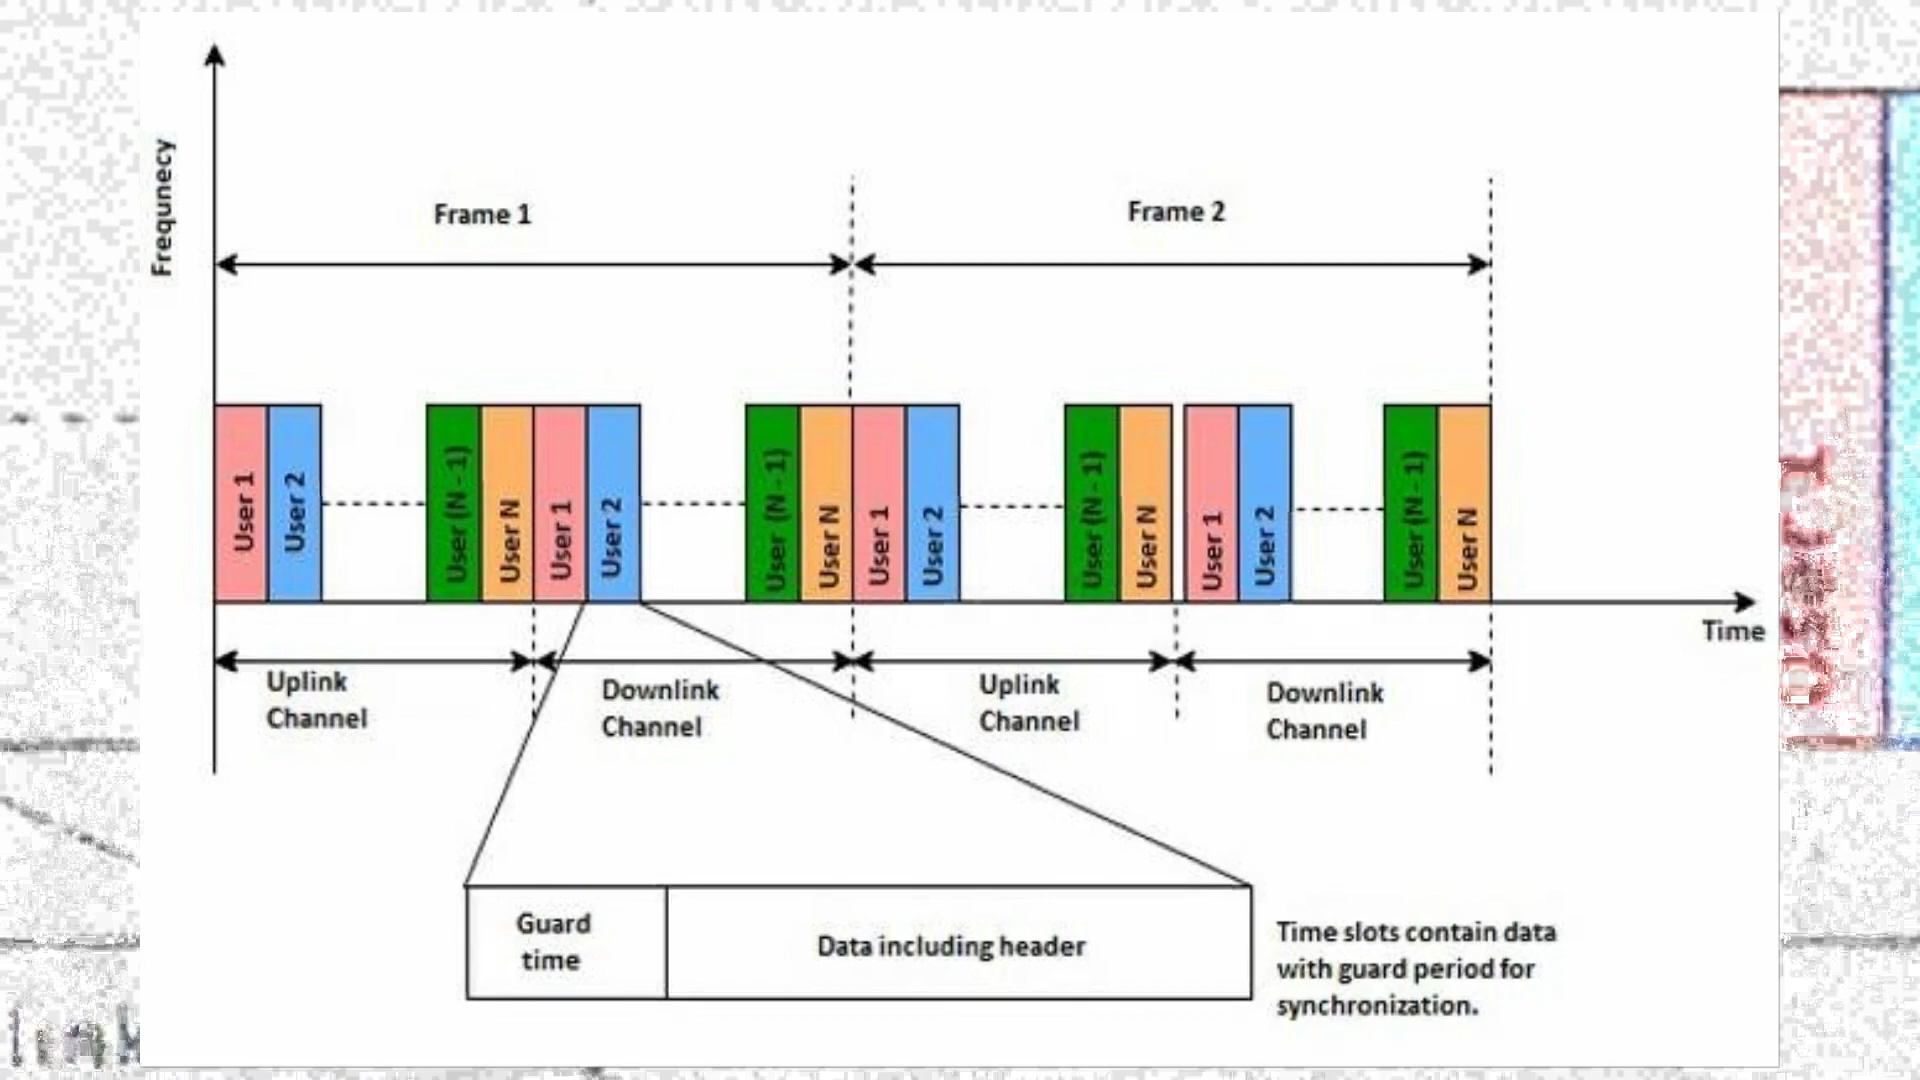 Frequnecy
Frame 1
Frame 2
User 1
User 2
User (N - 1)
User N
User 1
User 2
User (N - 1)
User N
User 1
User 2
User (N - 1)
User N
User 1
User 2
User (N - 1)
User N
Time
Uplink
Channel
Downlink
Channel
Uplink
Channel
Downlink
Channel
Guard
time
Data including header
Time slots contain data
with guard period for
synchronization.